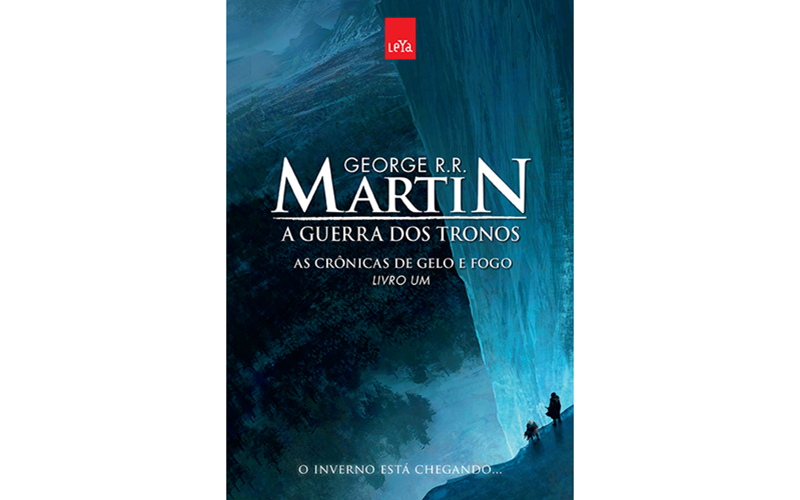 LeYa
GEORGE R.R.
MARTIN
A GUERRA DOS TRONOS
AS CRÔNICAS DE GELO E FOGO
LIVRO UM
O INVERNO ESTÁ CHEGANDO...